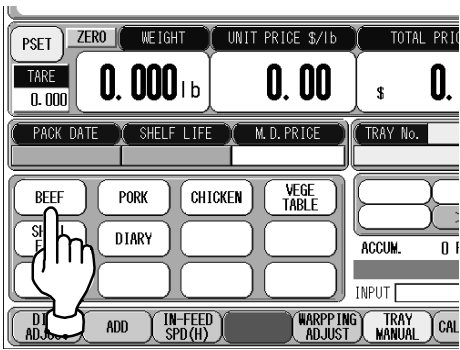 PSET ZERO WEIGHT UNIT PRICE $/lb TOTAL
TARE
0.000 0.000 lb 0.00 $ 0.
PACK DATE SHELF LIFE M.D.PRICE TRAY No.
BEEF PORK CHICKEN VEGE
TABLE
DIARY
ACCUM. 0
INPUT
ADD IN-FEED
SPD(H) WARPPING
ADJUST TRAY
MANUAL